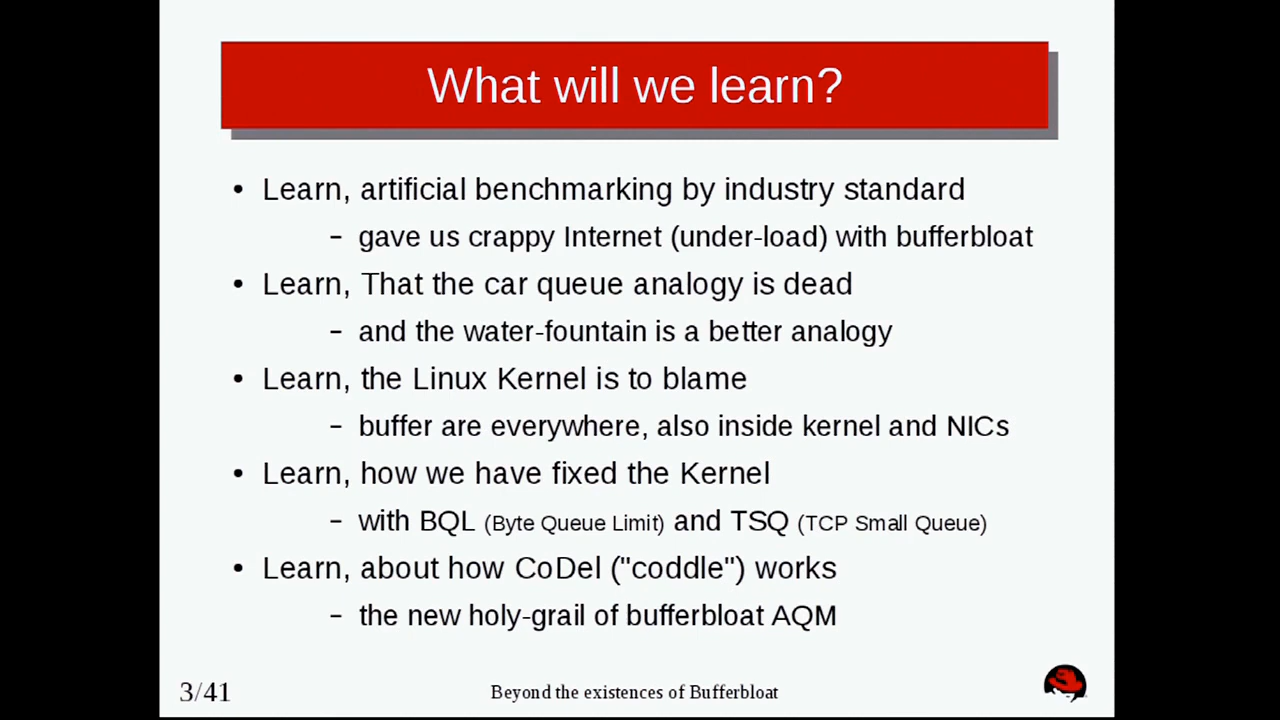 What will we learn?
• Learn, artificial benchmarking by industry standard
– gave us crappy Internet (under-load) with bufferbloat
• Learn, That the car queue analogy is dead
– and the water-fountain is a better analogy
• Learn, the Linux Kernel is to blame
– buffer are everywhere, also inside kernel and NICs
• Learn, how we have fixed the Kernel
– with BQL (Byte Queue Limit) and TSQ (TCP Small Queue)
• Learn, about how CoDel ("coddle") works
– the new holy-grail of bufferbloat AQM
3/41
Beyond the existences of Bufferbloat